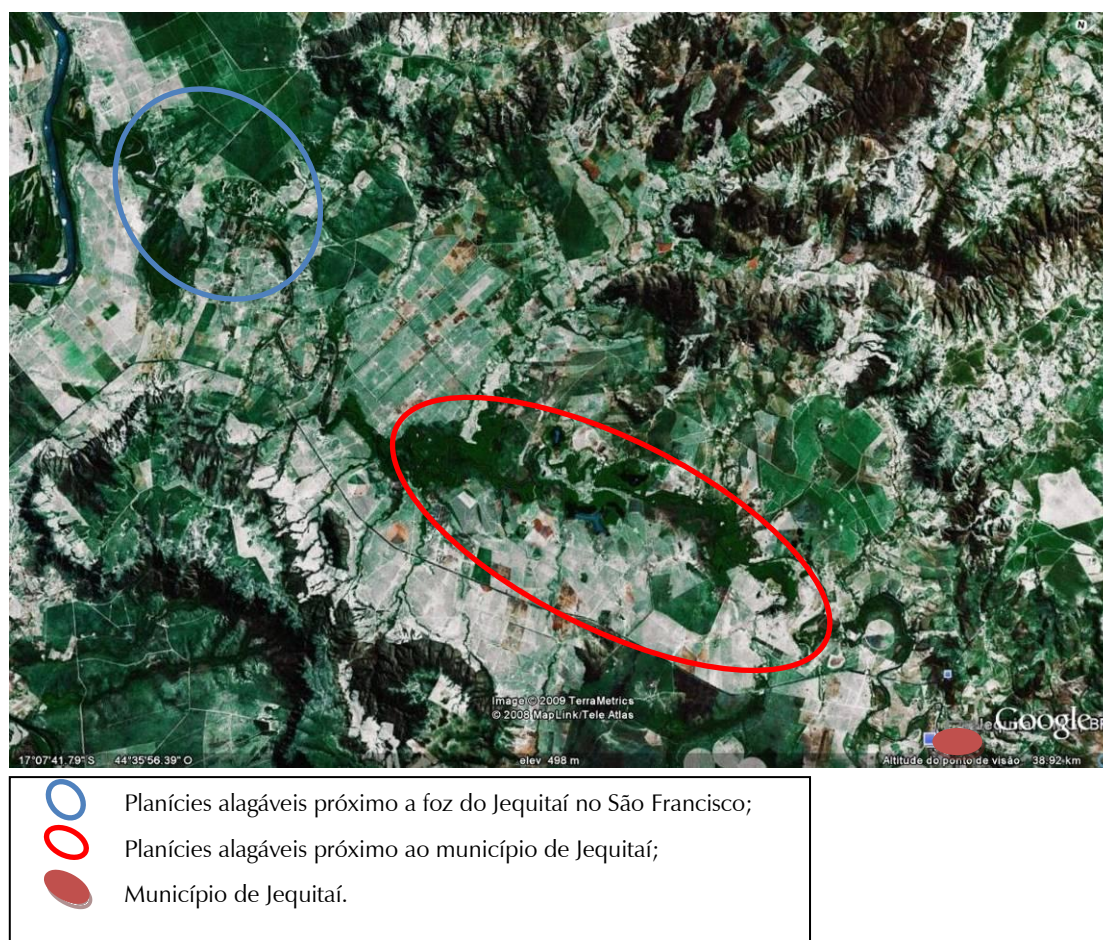 N
Image © 2009 TerraMetrics
© 2008 MapLink/Tele Atlas
Google
17°07'41.79" S 44°35'56.39" O
elev 498 m
Altitude do ponto de visão 38.92 km
Planícies alagáveis próximo a foz do Jequitaí no São Francisco;
Planícies alagáveis próximo ao município de Jequitaí;
Município de Jequitaí.